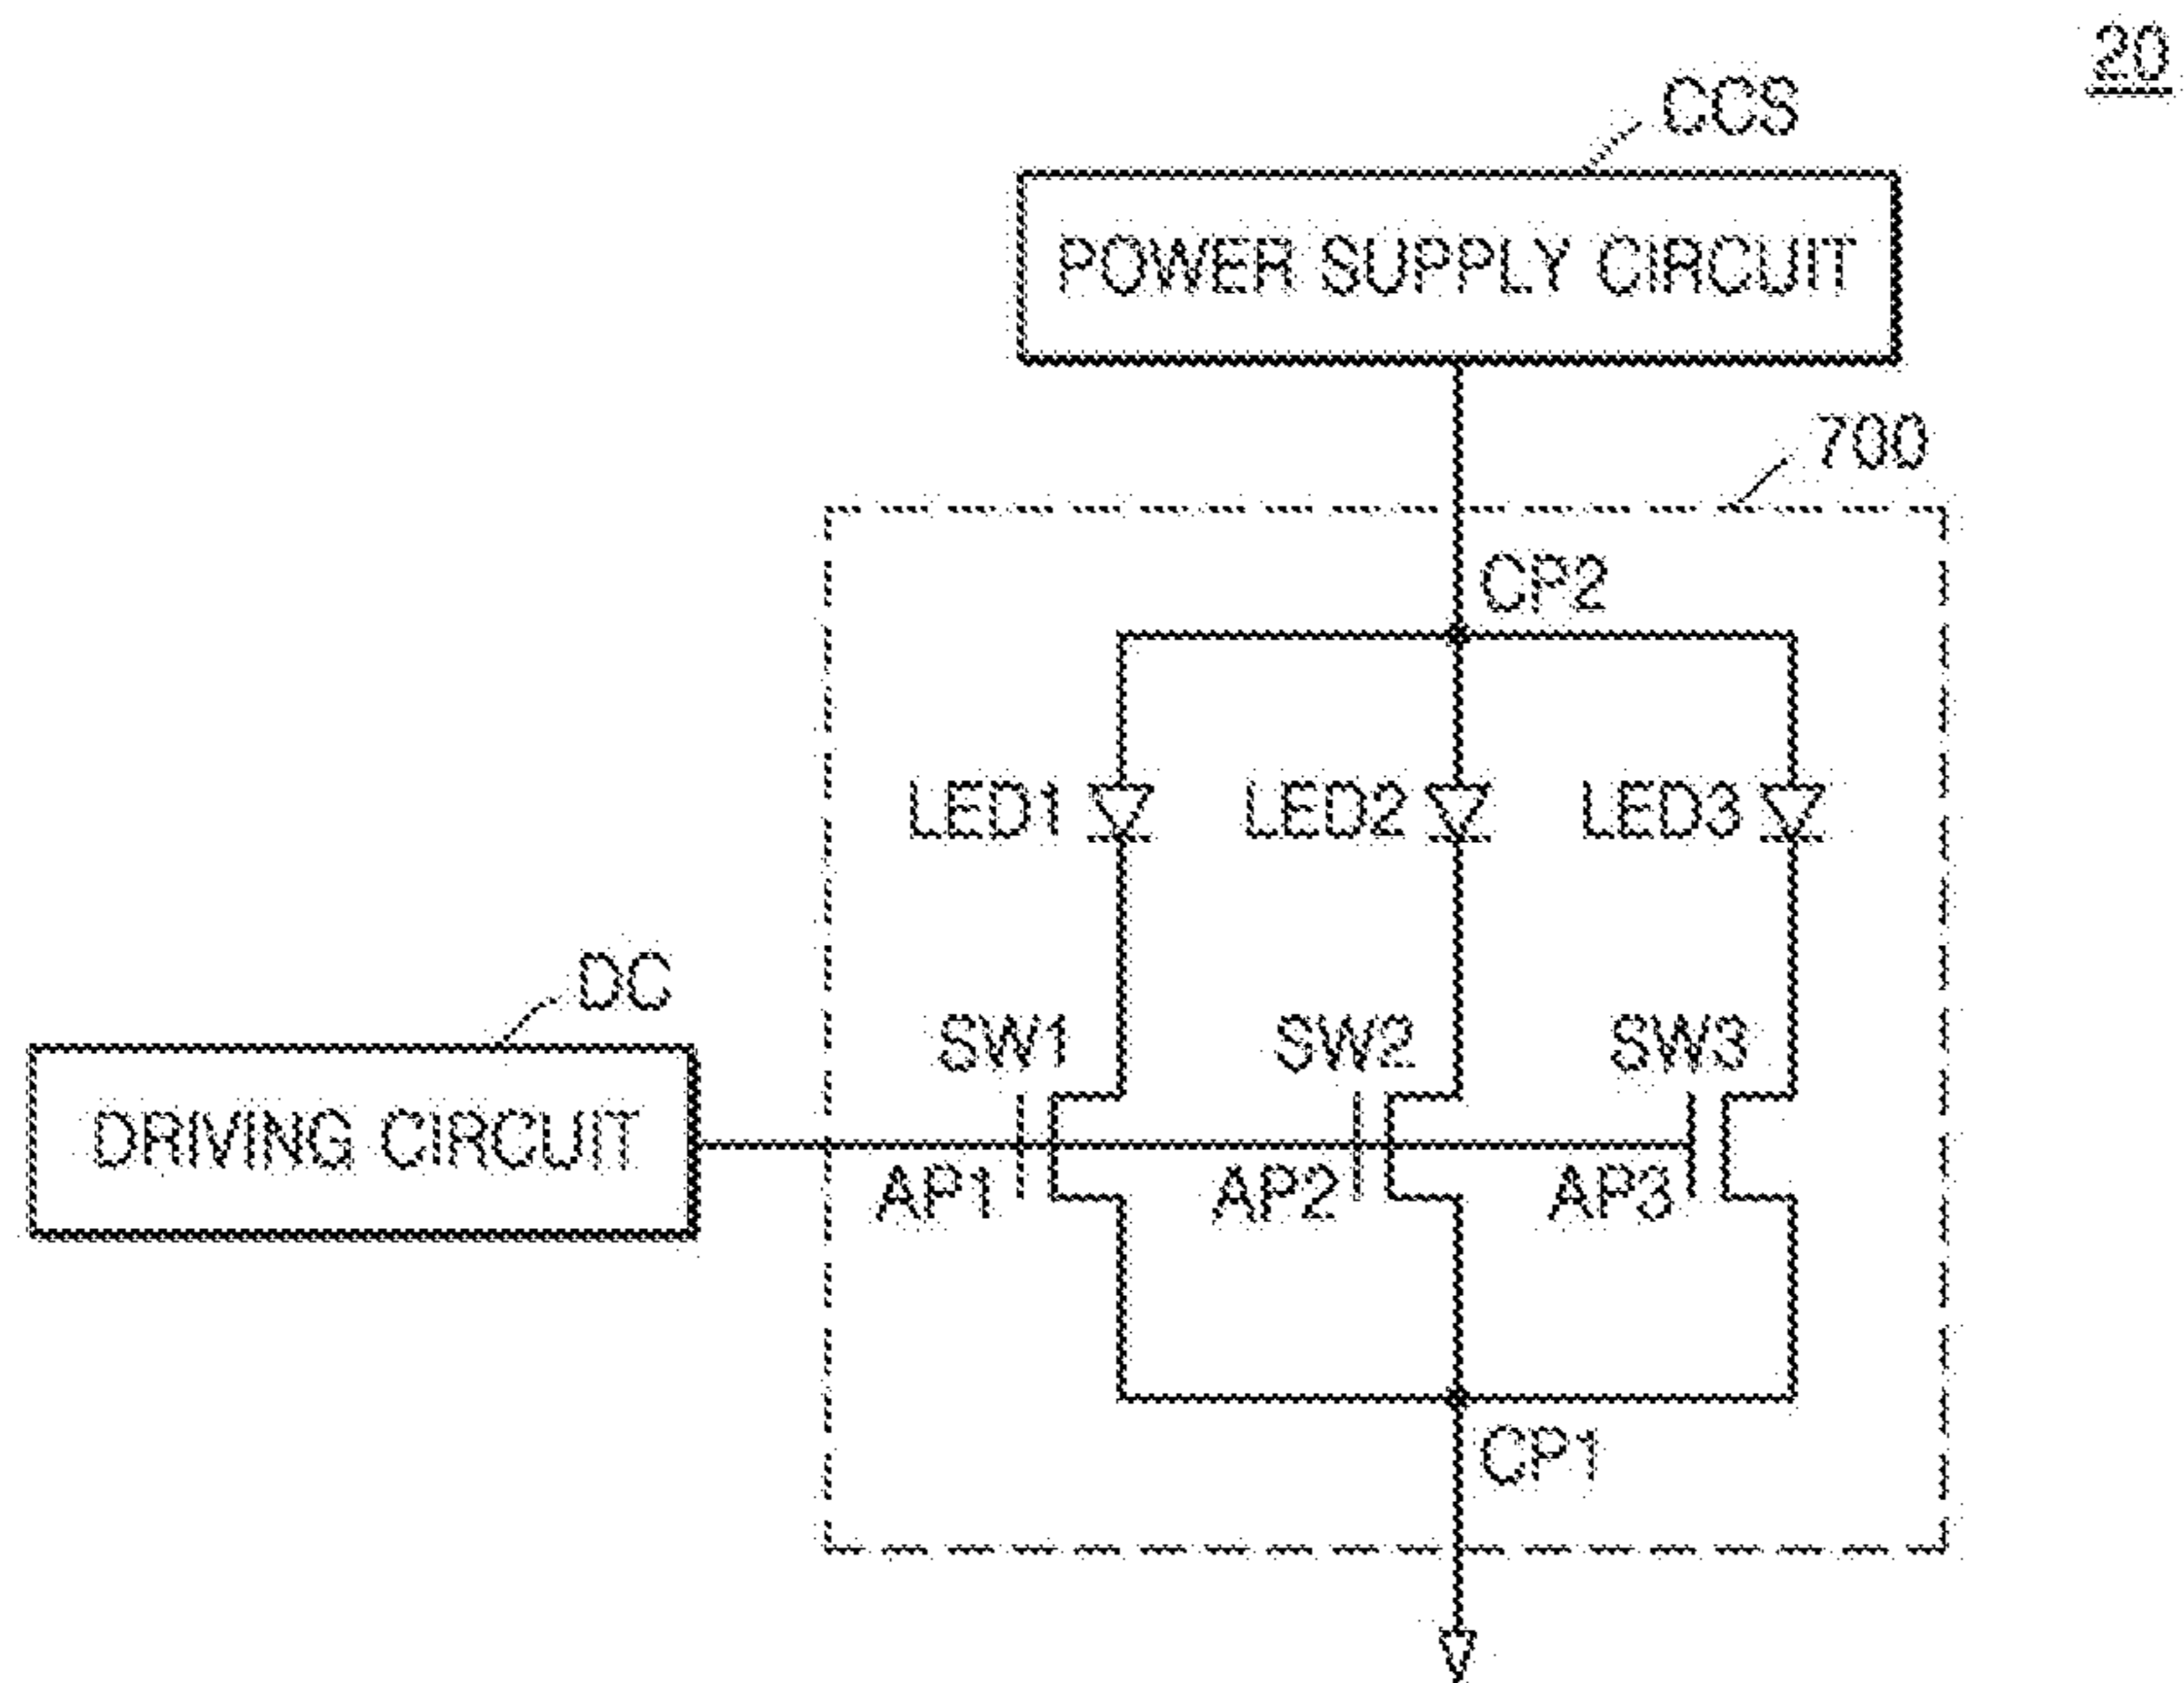 20
CCS
POWER SUPPLY CIRCUIT
700
CP2
LED1 LED2 LED3
DC
SW1 SW2 SW3
DRIVING CIRCUIT
AP1 AP2 AP3
CP1